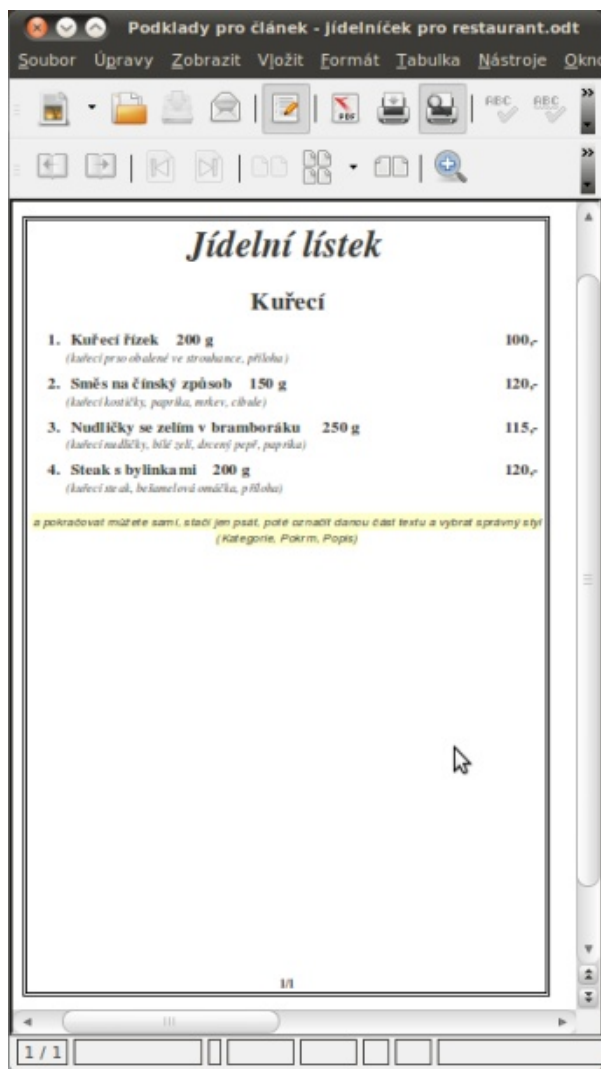 Podklady pro článek - jídelníček pro restaurant.odt
Soubor Úpravy Zobrazit Vložit Formát Tabulka Nástroje Okno
PDF ABC ABC
Jídelní lístek
Kuřecí
1. Kuřecí řízek 200 g 100,-
(kuřecí prso obalené ve strouhance, příloha)
2. Směs na čínský způsob 150 g 120,-
(kuřecí kostičky, paprika, mrkev, cibule)
3. Nudličky se zelím v bramboráku 250 g 115,-
(kuřecí nudličky, bílé zelí, drcený pepř, paprika)
4. Steak s bylinkami 200 g 120,-
(kuřecí steak, bešamelová omáčka, příloha)
a pokračovat můžete sami, stačí jen psát, poté označit danou část textu a vybrat správný styl
(Kategorie, Pokrm, Popis)
1/1
1 / 1